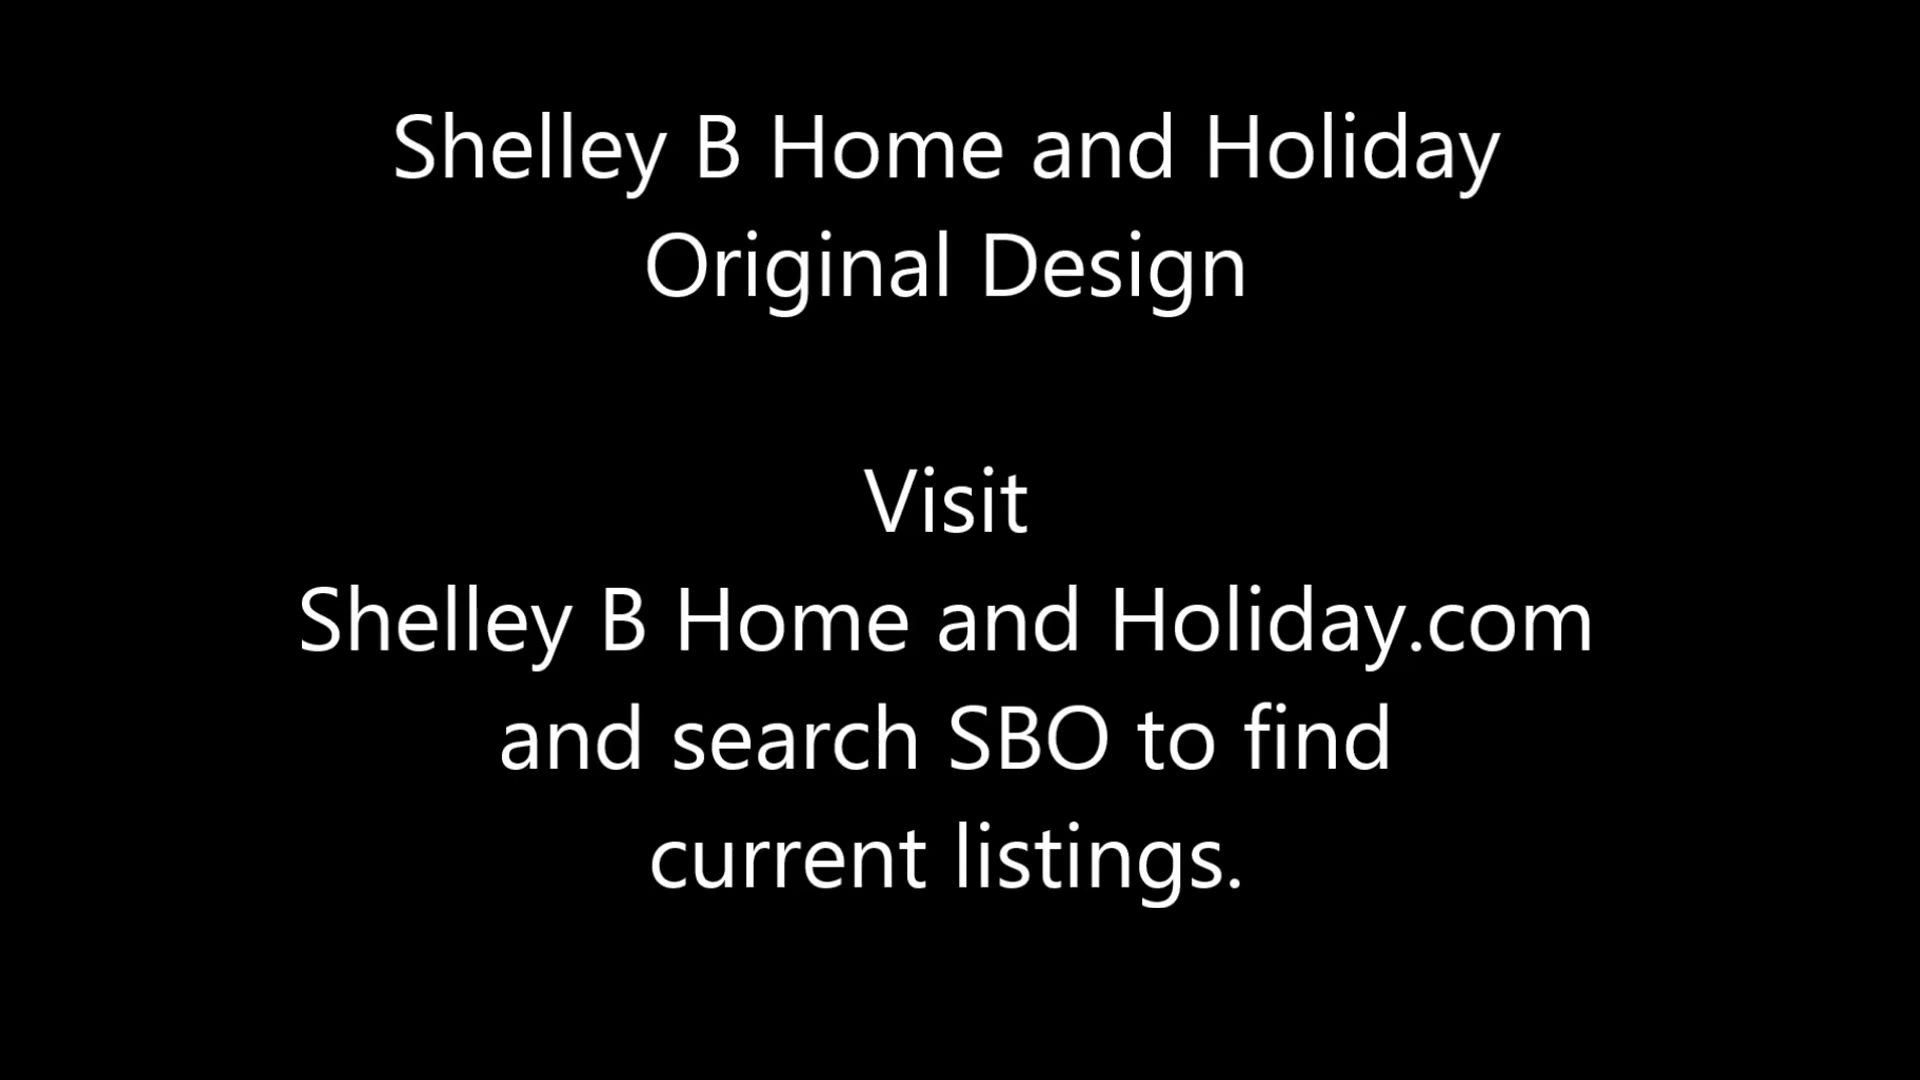 Shelley B Home and Holiday
Original Design
Visit
Shelley B Home and Holiday.com
and search SBO to find
current listings.